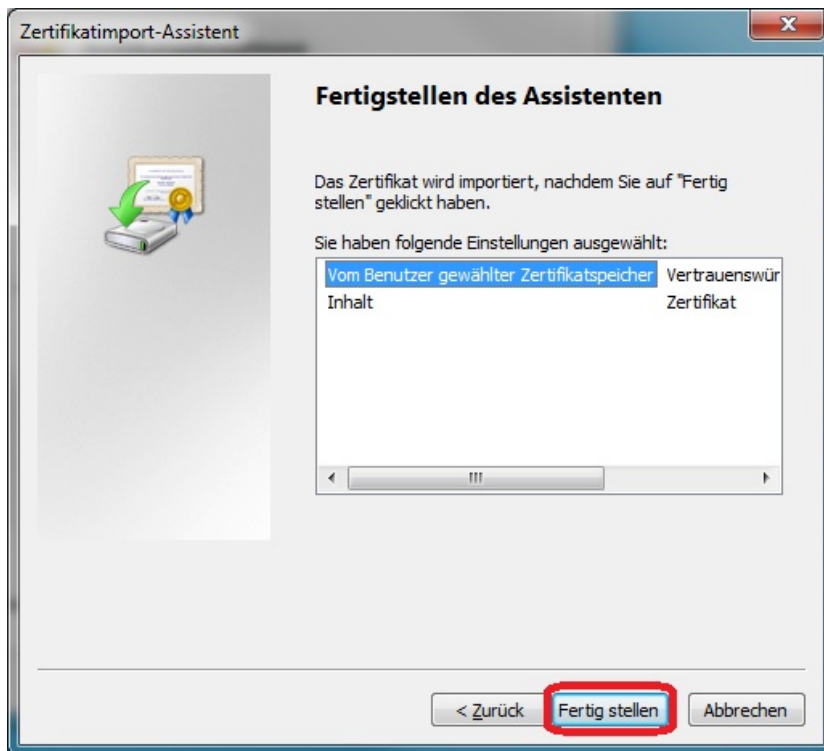 Zertifikatimport-Assistent
Fertigstellen des Assistenten
Das Zertifikat wird importiert, nachdem Sie auf "Fertig
stellen" geklickt haben.
Sie haben folgende Einstellungen ausgewählt:
Vom Benutzer gewählter Zertifikatspeicher Vertrauenswür
Inhalt Zertifikat
< Zurück Fertig stellen Abbrechen